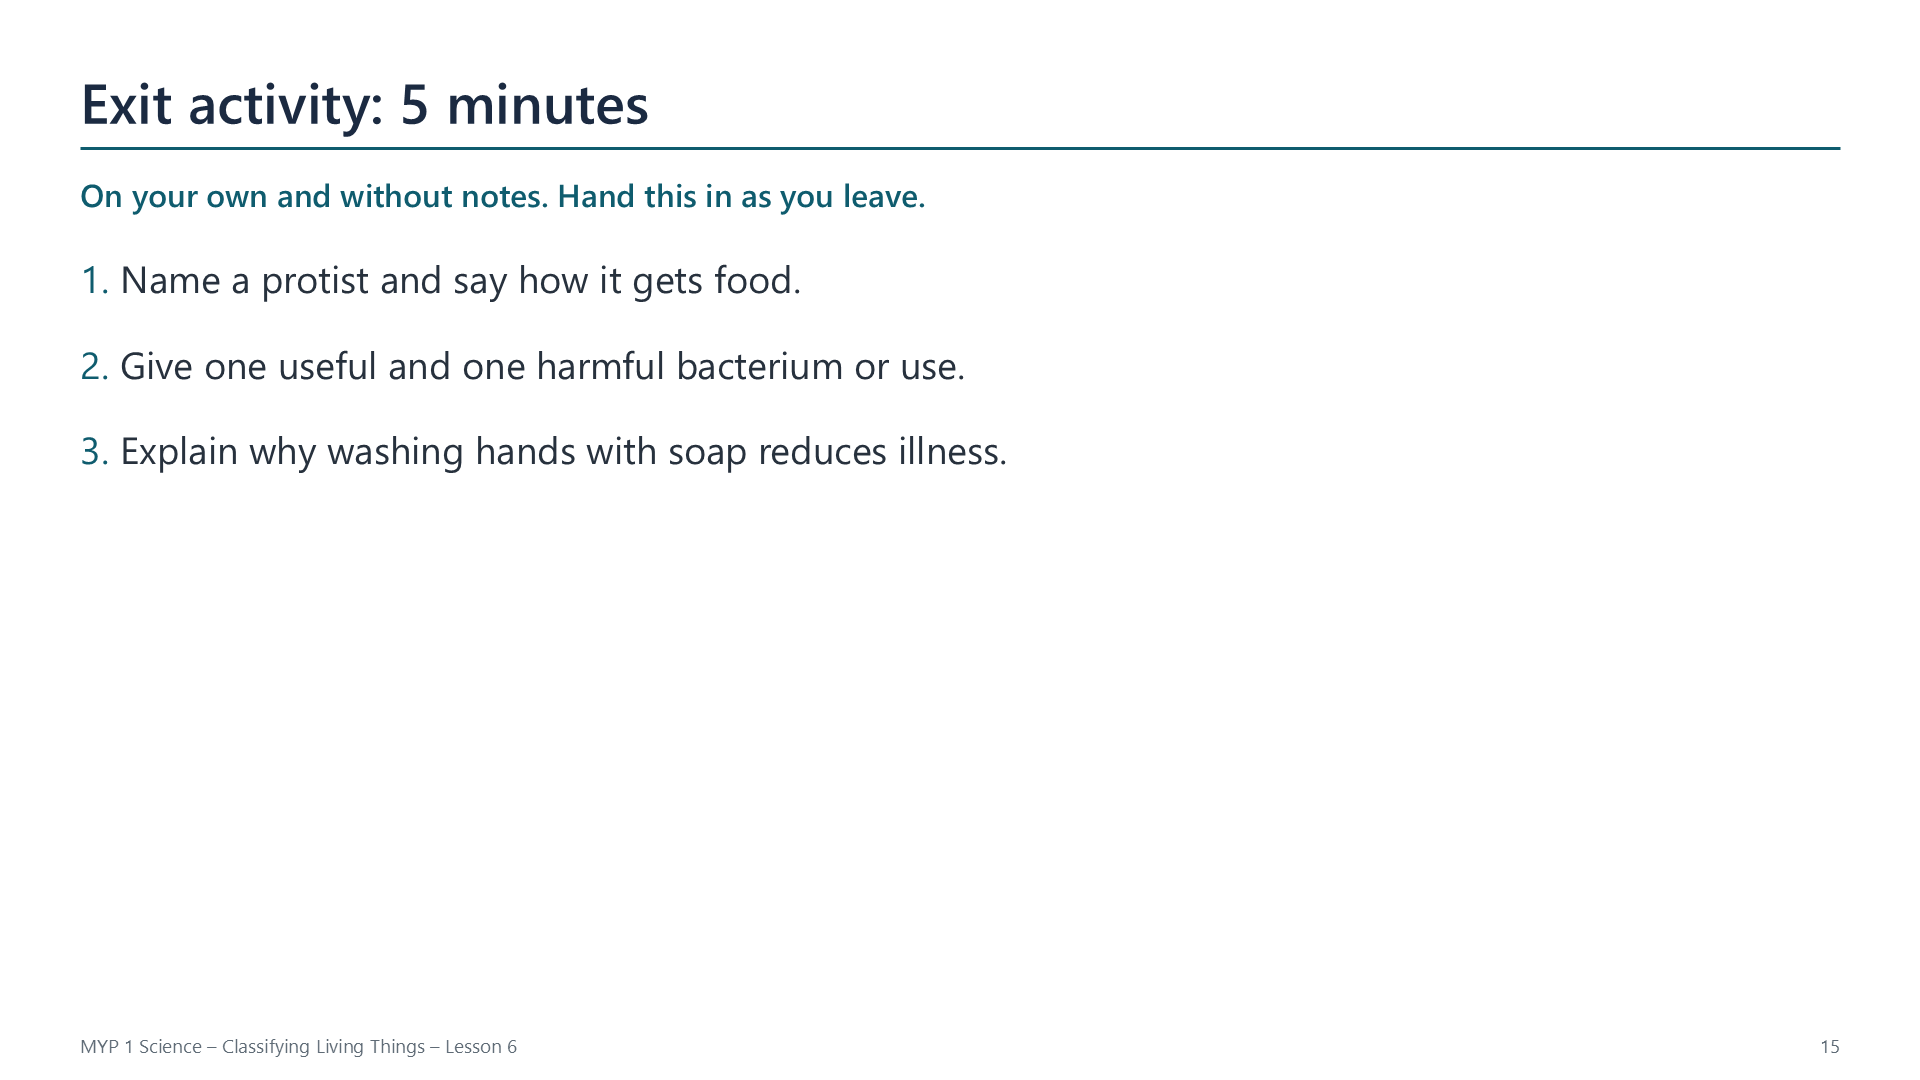 Exit activity: 5 minutes
On your own and without notes. Hand this in as you leave.
1. Name a protist and say how it gets food.
2. Give one useful and one harmful bacterium or use.
3. Explain why washing hands with soap reduces illness.
MYP 1 Science – Classifying Living Things – Lesson 6
15